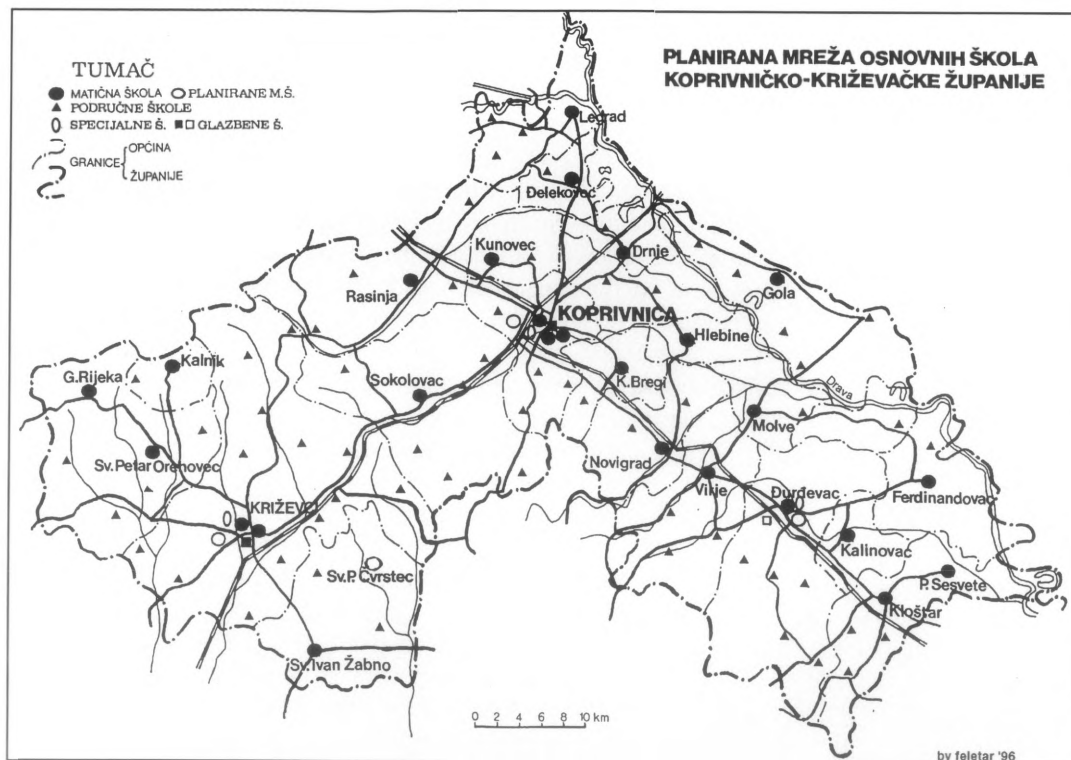 PLANIRANA MREŽA OSNOVNIH ŠKOLA
KOPRIVNIČKO-KRIŽEVAČKE ŽUPANIJE
TUMAČ
MATIČNA ŠKOLA PLANIRANE M.Š.
PODRUČNE ŠKOLE
SPECIJALNE Š. GLAZBENE Š.
GRANICE OPĆINA
ŽUPANIJE
Legrad
Đelekovec
Kunovec
Drnje
Rasinja
Gola
KOPRIVNICA
Hlebine
Kalnik
G.Rijeka
Sokolovac
K.Bregi
Drava
Molve
Sv.Petar Orehovec
Novigrad
Virje
Đurđevac
Ferdinandovac
KRIŽEVCI
Kalinovac
Sv.P.Čvrstec
P.Sesvete
Kloštar
Sv.Ivan Žabno
0 2 4 6 8 10 km
by feletar '96